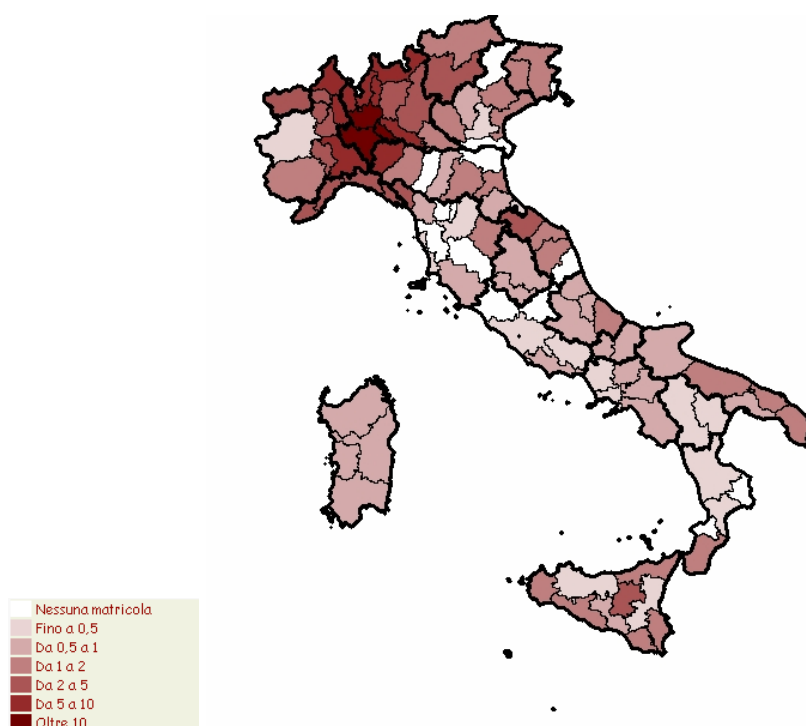 Nessuna matricola
Fino a 0,5
Da 0,5 a 1
Da 1 a 2
Da 2 a 5
Da 5 a 10
Oltre 10